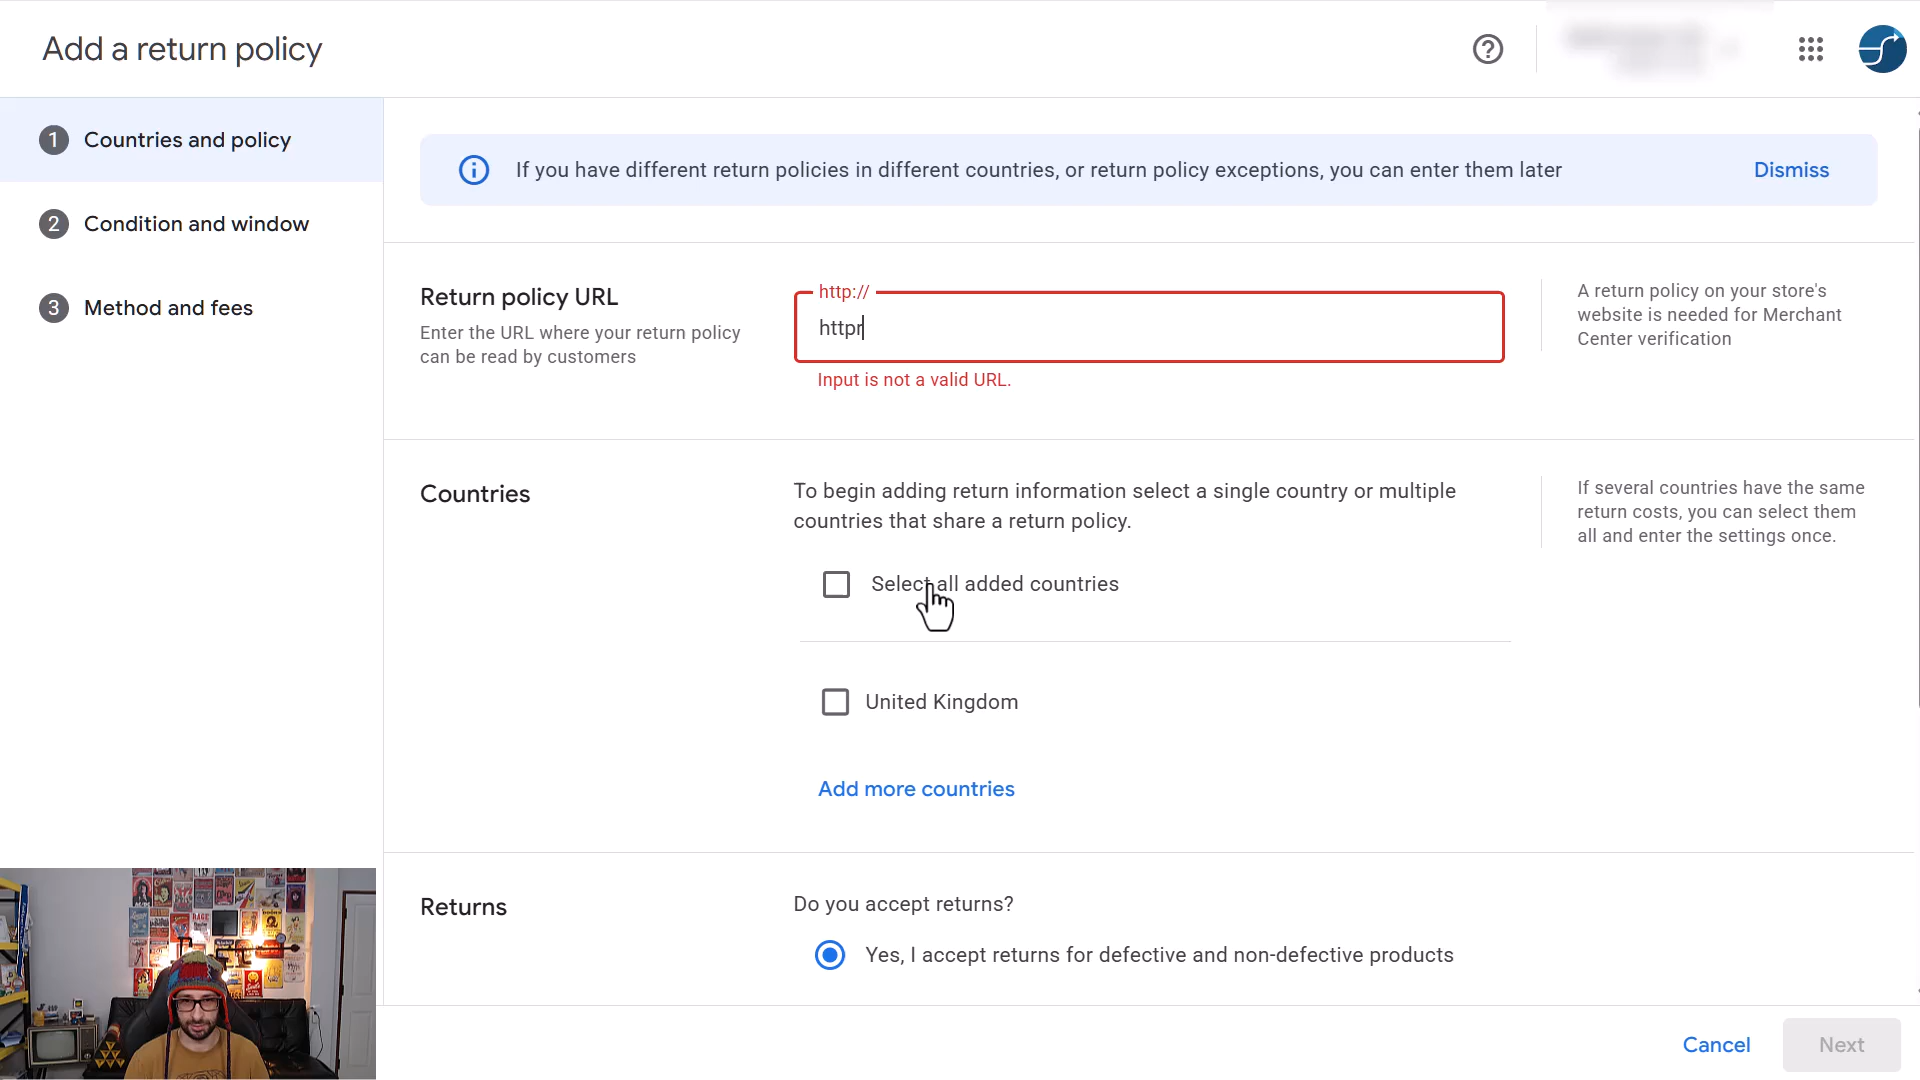 Add a return policy
1 Countries and policy
2 Condition and window
3 Method and fees
If you have different return policies in different countries, or return policy exceptions, you can enter them later
Dismiss
Return policy URL
Enter the URL where your return policy
can be read by customers
http://
httpr
Input is not a valid URL.
A return policy on your store's
website is needed for Merchant
Center verification
Countries
To begin adding return information select a single country or multiple
countries that share a return policy.
Select all added countries
United Kingdom
Add more countries
If several countries have the same
return costs, you can select them
all and enter the settings once.
Returns
Do you accept returns?
Yes, I accept returns for defective and non-defective products
Cancel
Next